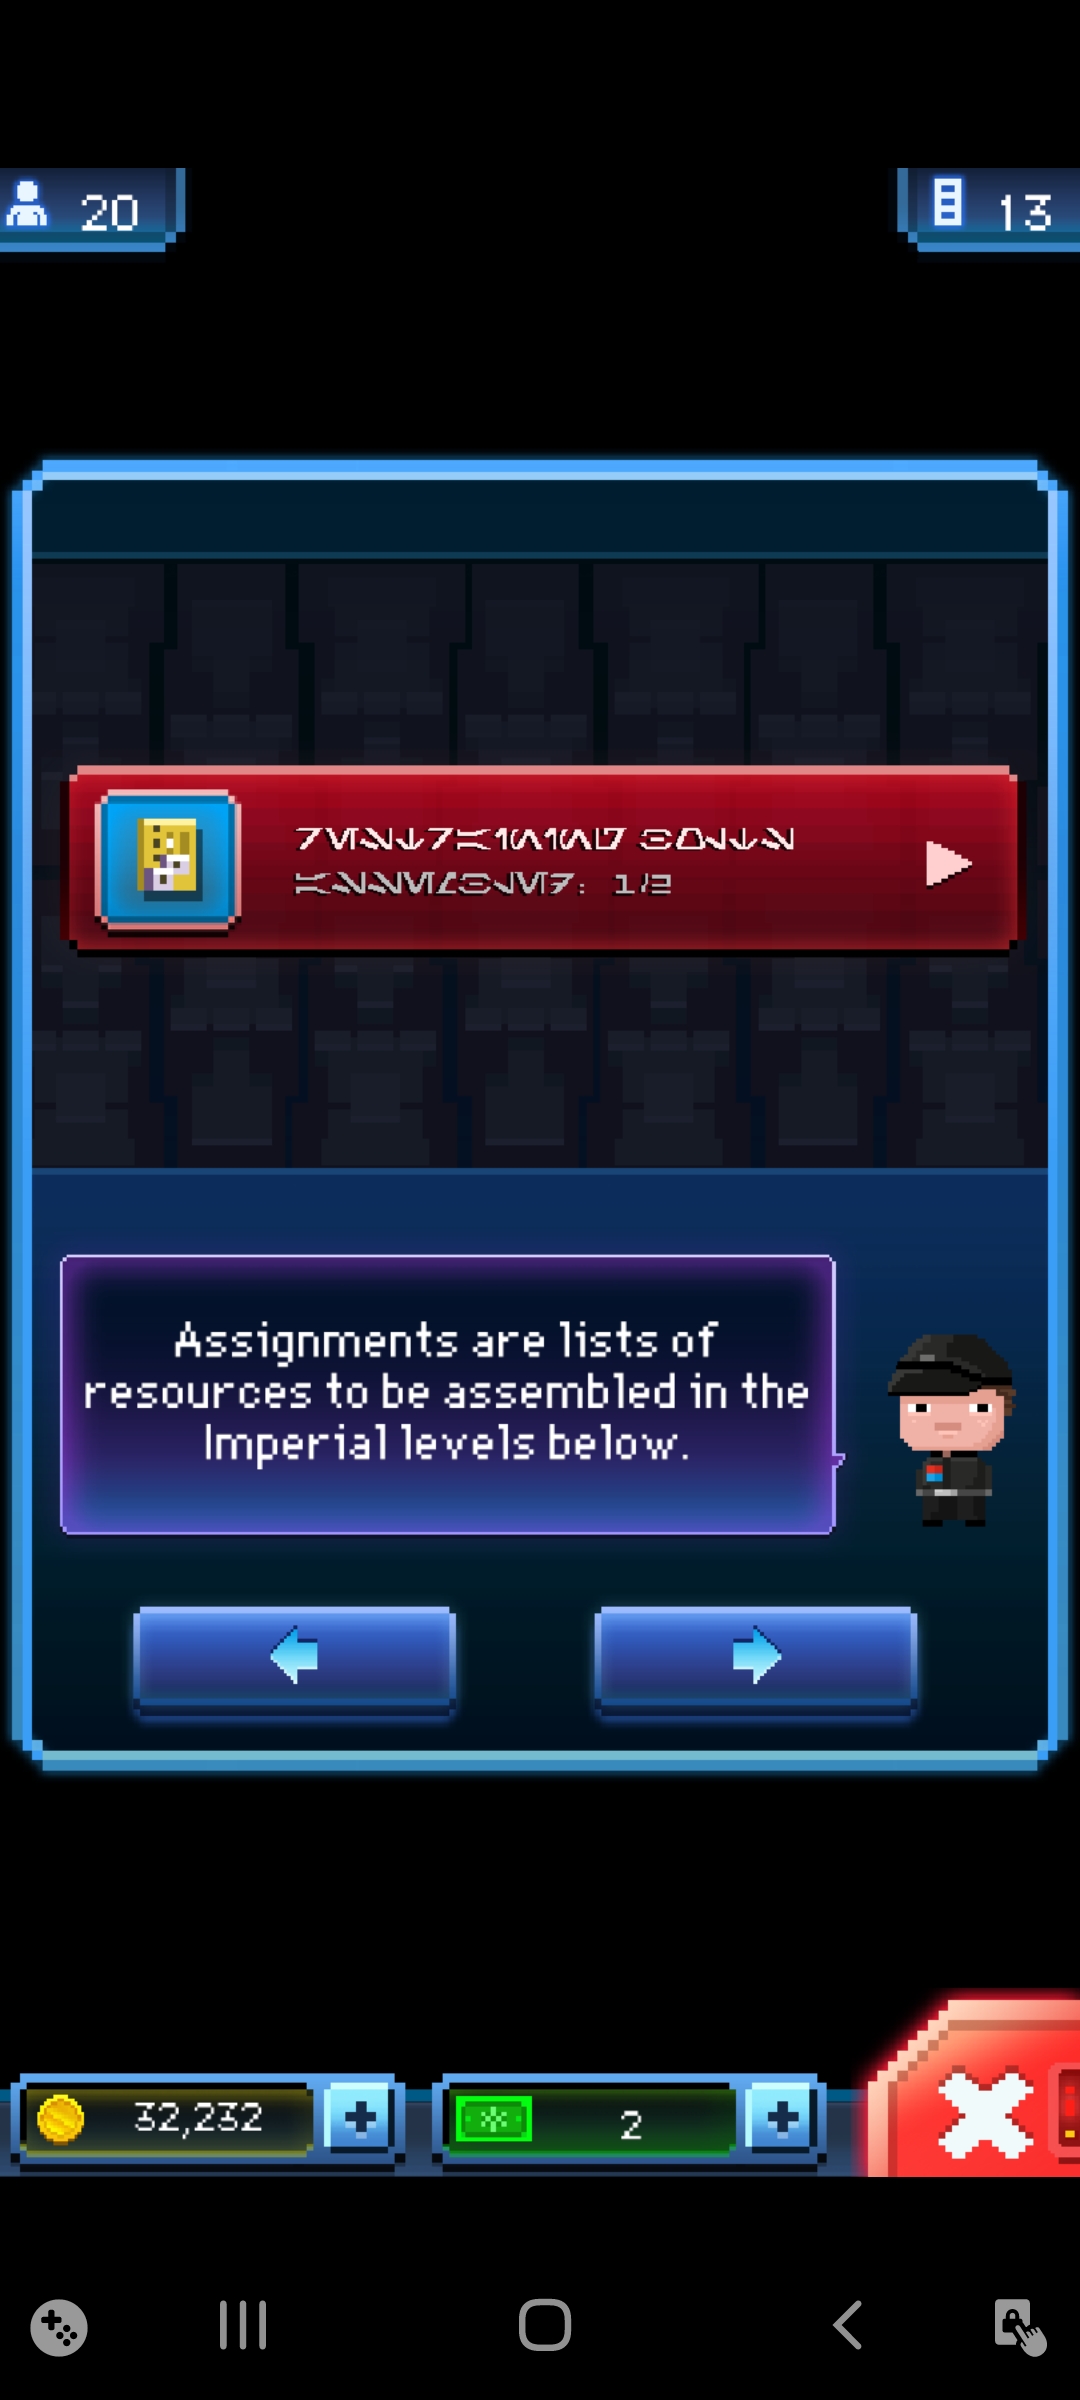 20
13
Assignments are lists of
resources to be assembled in the
Imperial levels below.
32,232
2